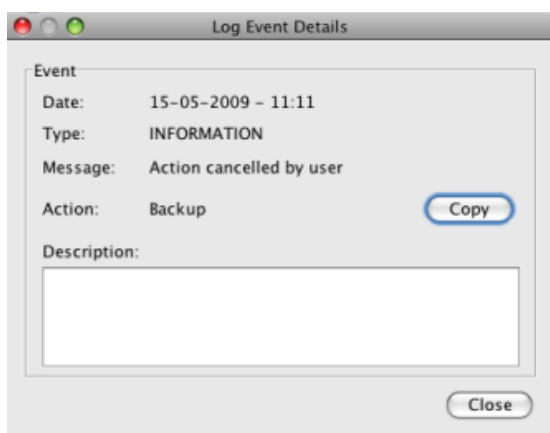 Log Event Details
Event
Date: 15-05-2009 - 11:11
Type: INFORMATION
Message: Action cancelled by user
Action: Backup Copy
Description:
Close